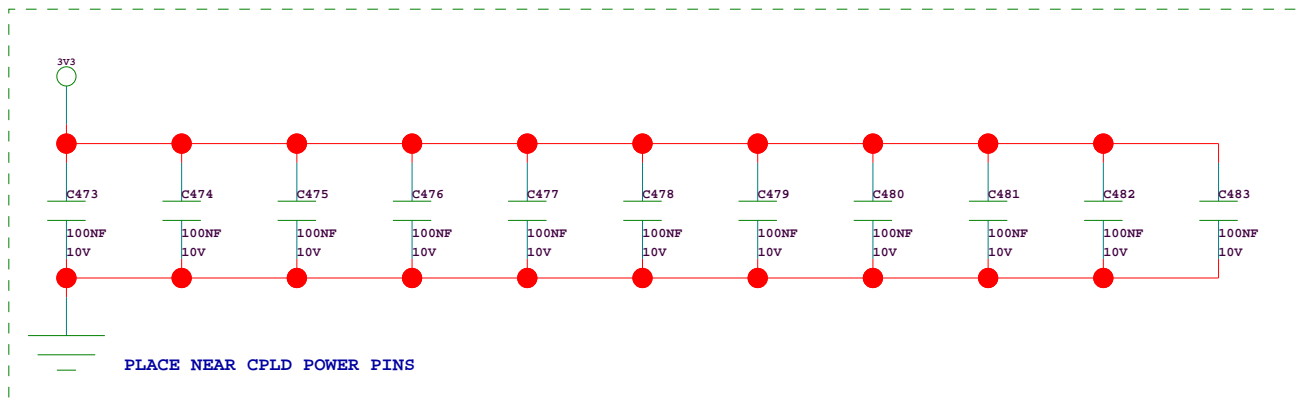 3V3
C473 C474 C475 C476 C477 C478 C479 C480 C481 C482 C483
100NF 100NF 100NF 100NF 100NF 100NF 100NF 100NF 100NF 100NF 100NF
10V 10V 10V 10V 10V 10V 10V 10V 10V 10V 10V
PLACE NEAR CPLD POWER PINS